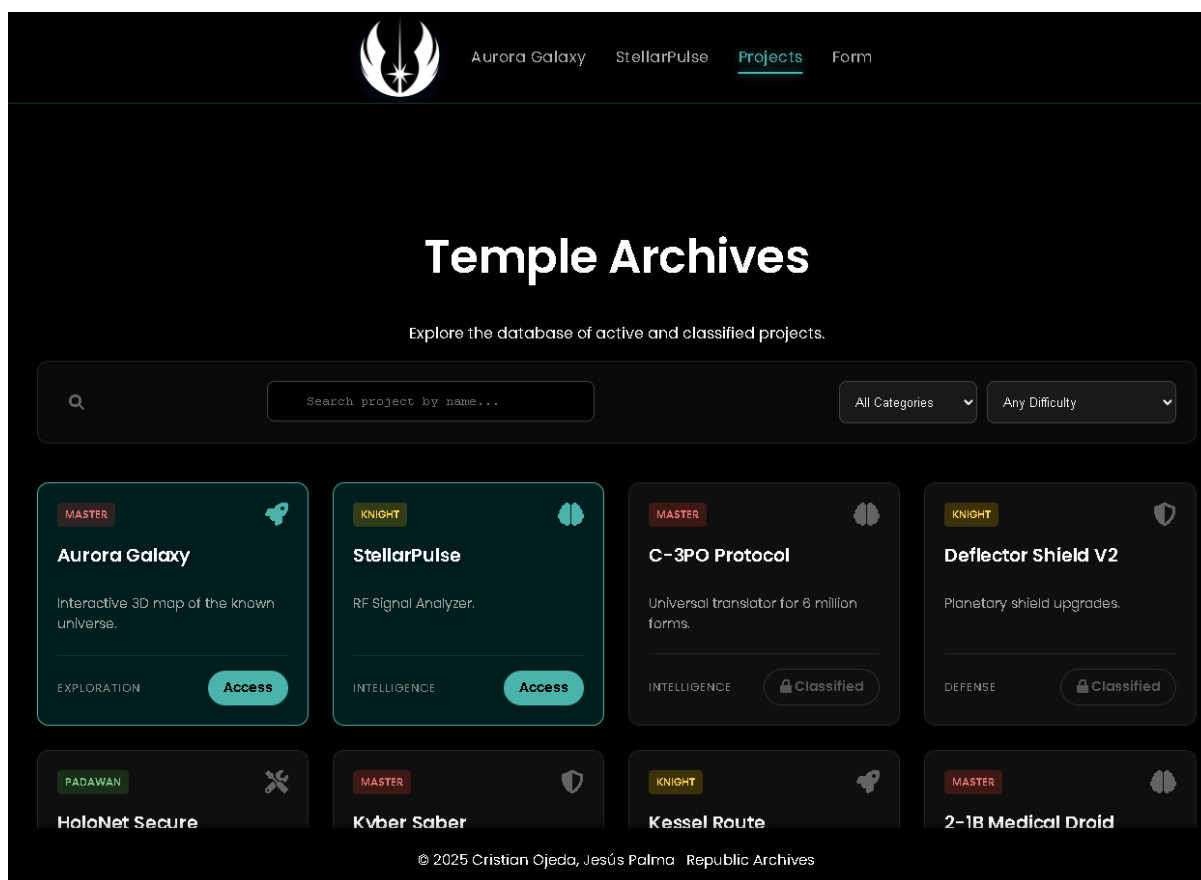 Aurora Galaxy StellarPulse Projects Form
Temple Archives
Explore the database of active and classified projects.
Search project by name...
All Categories
Any Difficulty
MASTER
Aurora Galaxy
Interactive 3D map of the known
universe.
EXPLORATION
Access
KNIGHT
StellarPulse
RF Signal Analyzer.
INTELLIGENCE
Access
MASTER
C-3PO Protocol
Universal translator for 6 million
forms.
INTELLIGENCE
Classified
KNIGHT
Deflector Shield V2
Planetary shield upgrades.
DEFENSE
Classified
PADAWAN
HoloNet Secure
MASTER
Kyber Saber
KNIGHT
Kessel Route
MASTER
2-1B Medical Droid
© 2025 Cristian Ojeda, Jesús Palma Republic Archives